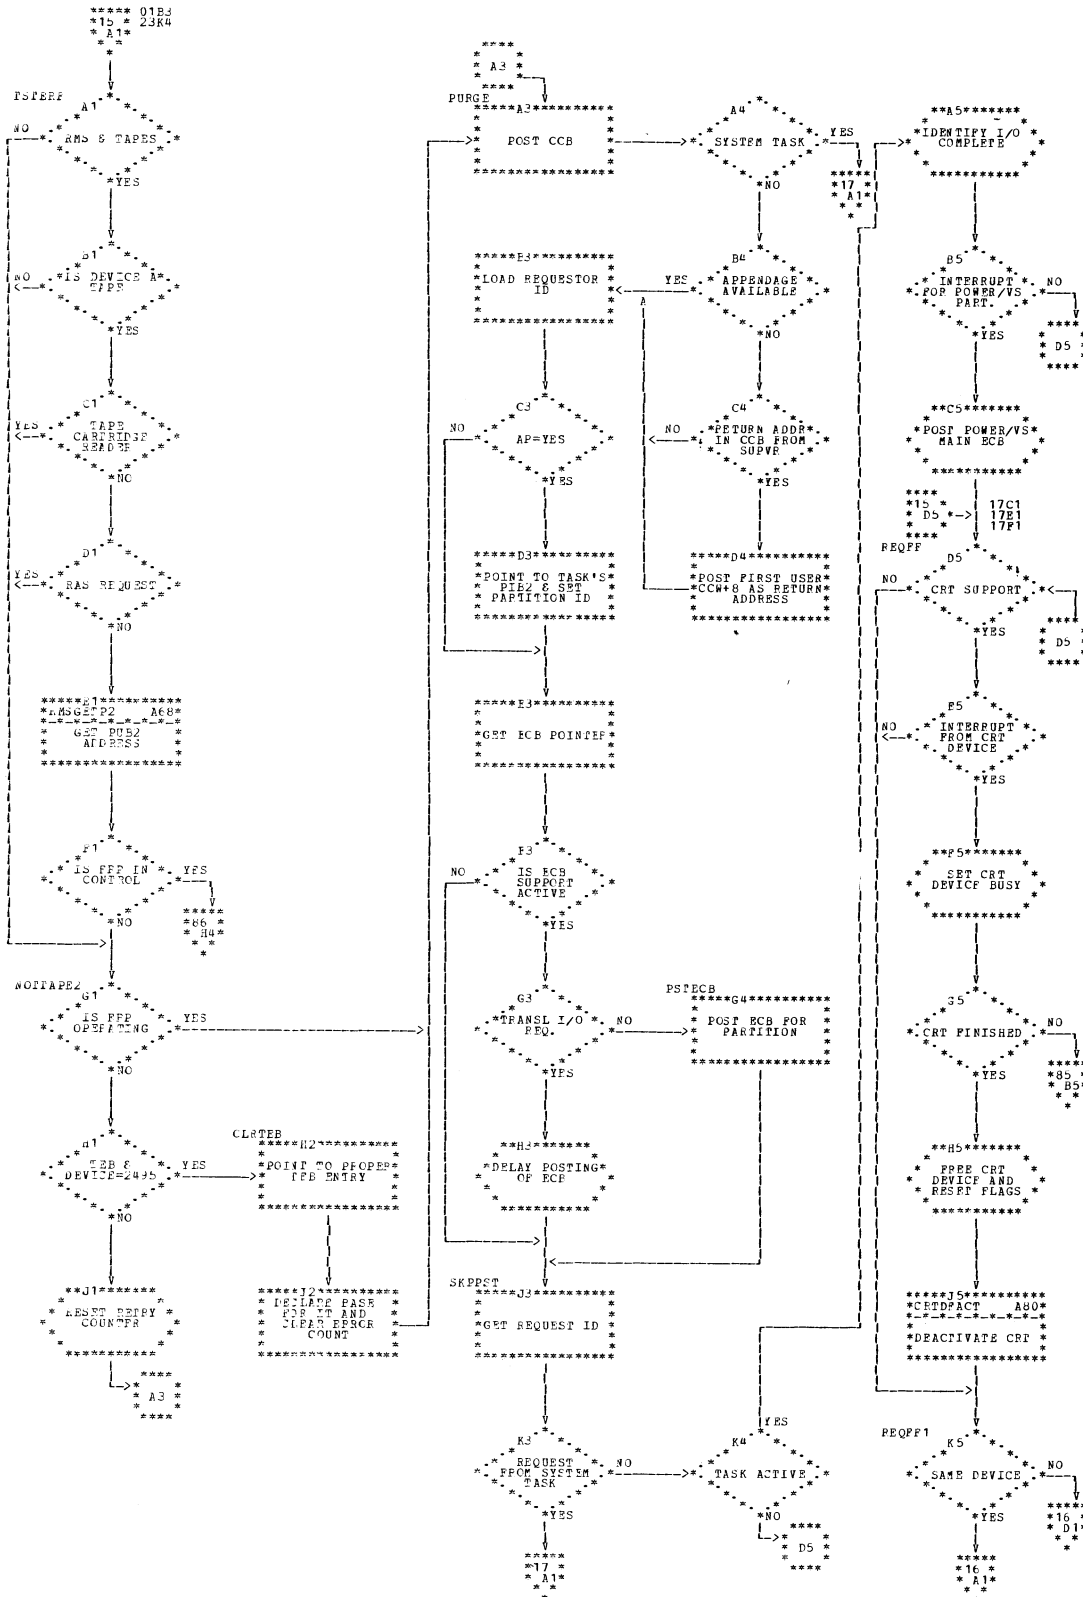 15 A1
01B3
23K4
TSTERP
A1
RMS & TAPES
NO
YES
B1
IS DEVICE A
TAPE
NO
YES
C1
TAPE
CARTRIDGE
READER
YES
NO
D1
RAS REQUEST
YES
NO
E1
RMSGETP2 A68
GET PUB2
ADDRESS
F1
IS ERP IN
CONTROL
YES
NO
86
H4
NOTTAPE2
G1
IS ERP
OPERATING
YES
NO
H1
TEB &
DEVICE=2495
YES
NO
J1
RESET RETRY
COUNTER
A3
CLRTEB
H2
POINT TO PROPER
TEB ENTRY
J2
DECLARE BASE
FOR IT AND
CLEAR ERROR
COUNT
A3
PURGE
A3
POST CCB
B3
LOAD REQUESTOR
ID
C3
AP=YES
NO
YES
D3
POINT TO TASK'S
PIB2 & SET
PARTITION ID
E3
GET ECB POINTER
F3
IS ECB
SUPPORT
ACTIVE
NO
YES
G3
TRANSL I/O
REQ.
NO
YES
H3
DELAY POSTING
OF ECB
SKPPST
J3
GET REQUEST ID
K3
REQUEST
FROM SYSTEM
TASK
NO
YES
17
A1
A4
SYSTEM TASK
YES
NO
17
A1
B4
APPENDAGE
AVAILABLE
YES
A
NO
C4
RETURN ADDR
IN CCB FROM
SUPVR
NO
YES
D4
POST FIRST USER
CCW+8 AS RETURN
ADDRESS
PSTECB
G4
POST ECB FOR
PARTITION
YES
K4
TASK ACTIVE
NO
D5
A5
IDENTIFY I/O
COMPLETE
B5
INTERRUPT
FOR POWER/VS
PART.
NO
YES
D5
C5
POST POWER/VS
MAIN ECB
15
D5
17C1
17E1
17F1
REQFF
D5
CRT SUPPORT
NO
YES
D5
E5
INTERRUPT
FROM CRT
DEVICE
NO
YES
F5
SET CRT
DEVICE BUSY
G5
CRT FINISHED
NO
YES
85
B5
H5
FREE CRT
DEVICE AND
RESET FLAGS
J5
CRTDEACT A80
DEACTIVATE CRT
REQFF1
K5
SAME DEVICE
NO
YES
16
D1
16
A1